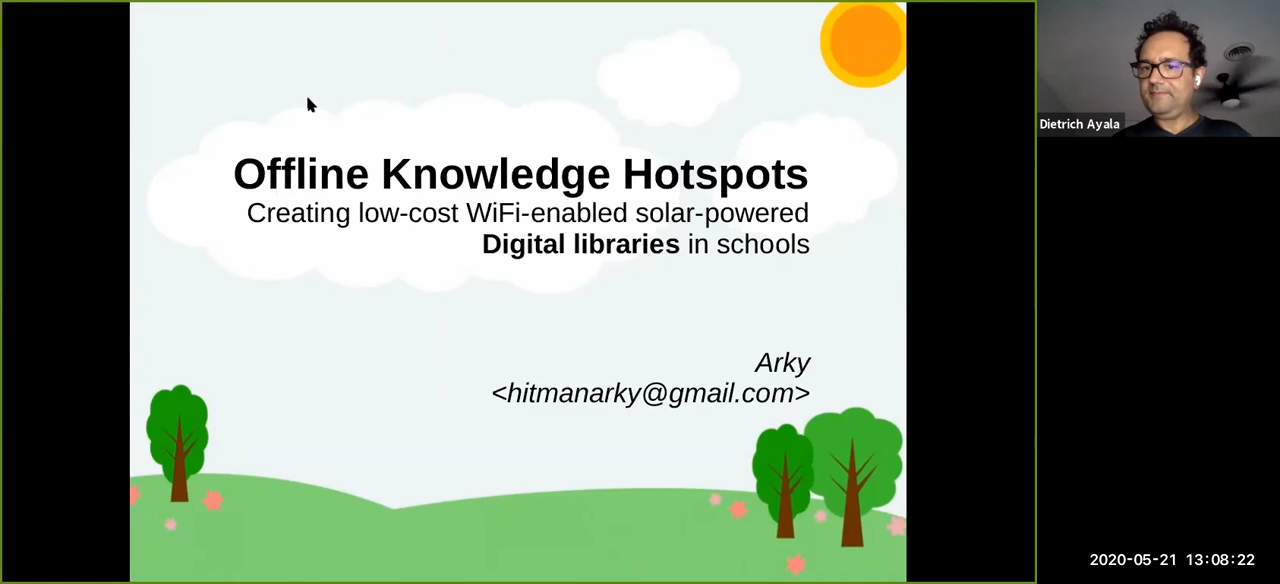 Offline Knowledge Hotspots
Creating low-cost WiFi-enabled solar-powered
Digital libraries in schools
Arky
<hitmanarky@gmail.com>
Dietrich Ayala
2020-05-21 13:08:22